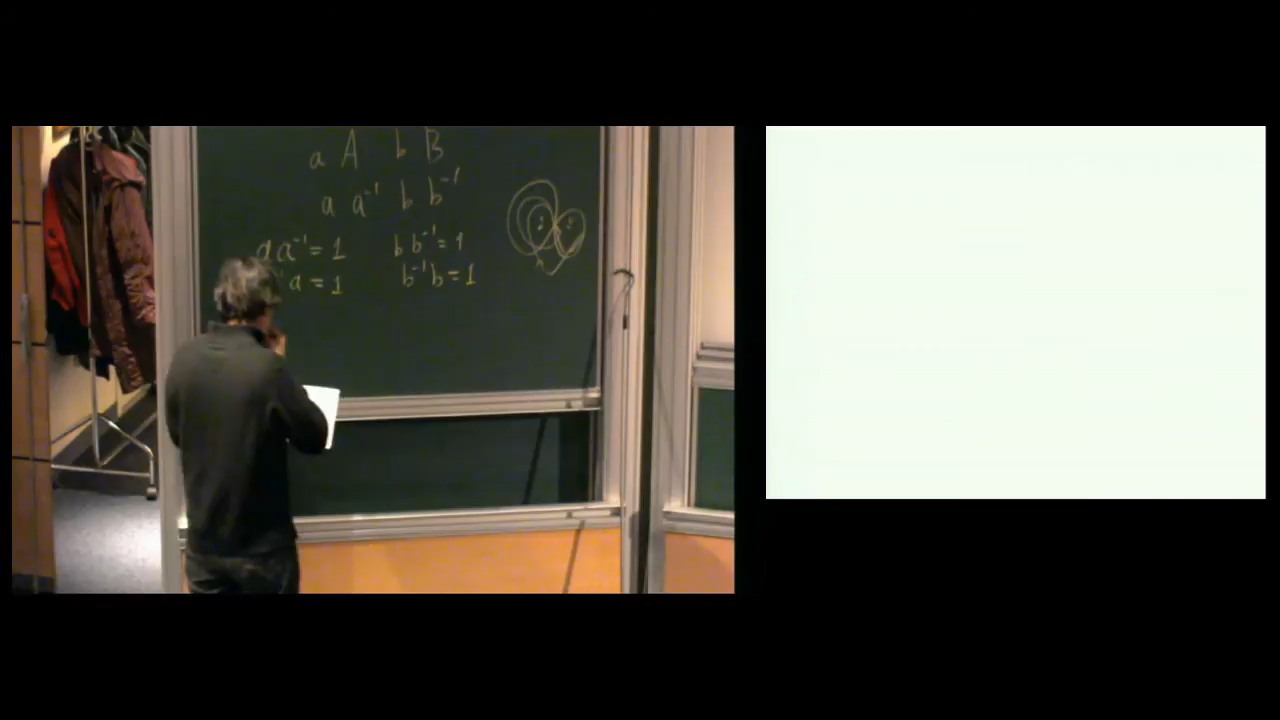 a A b B
a a⁻¹ b b⁻¹
a a⁻¹ = 1 b b⁻¹ = 1
a = 1 b⁻¹ b = 1